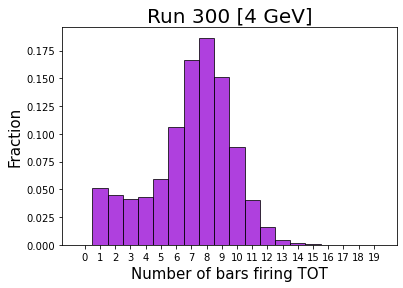 Run 300 [4 GeV]
0.175
0.150
0.125
0.100
0.075
0.050
0.025
0.000
Fraction
0 1 2 3 4 5 6 7 8 9 10 11 12 13 14 15 16 17 18 19
Number of bars firing TOT